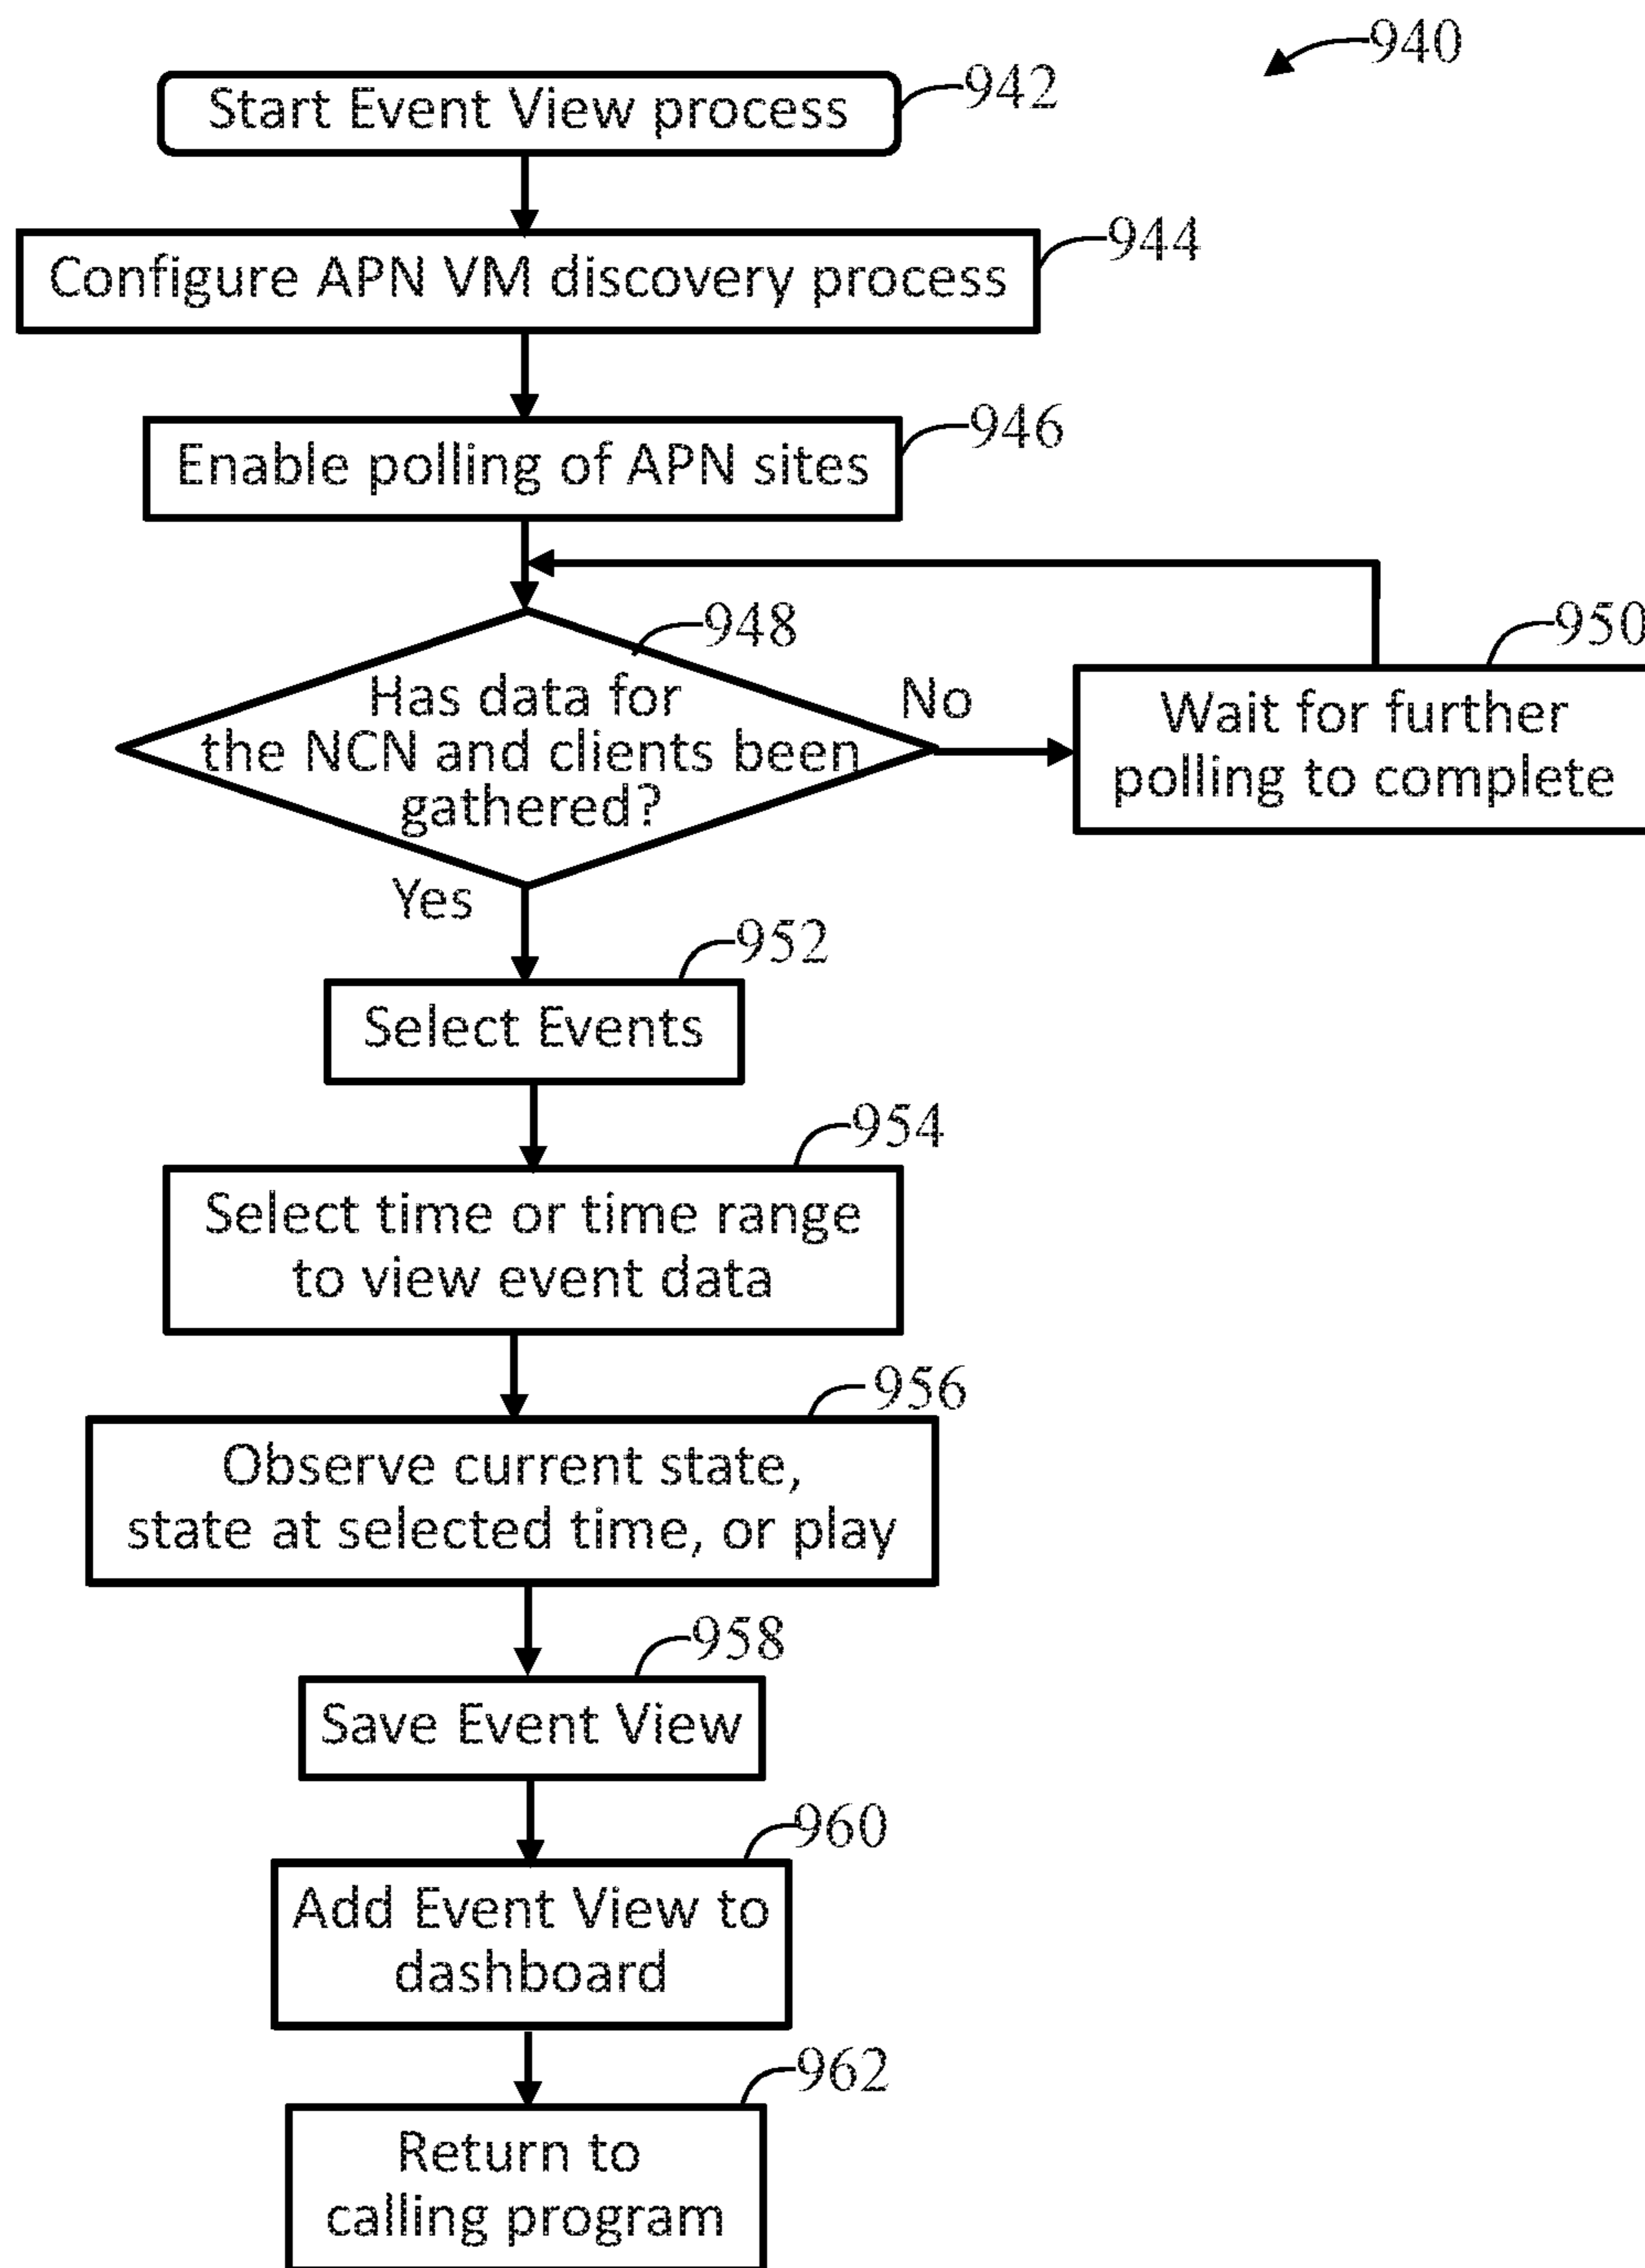 940
Start Event View process
942
Configure APN VM discovery process
944
Enable polling of APN sites
946
948
Has data for
the NCN and clients been
gathered?
No
950
Wait for further
polling to complete
Yes
952
Select Events
954
Select time or time range
to view event data
956
Observe current state,
state at selected time, or play
958
Save Event View
960
Add Event View to
dashboard
962
Return to
calling program